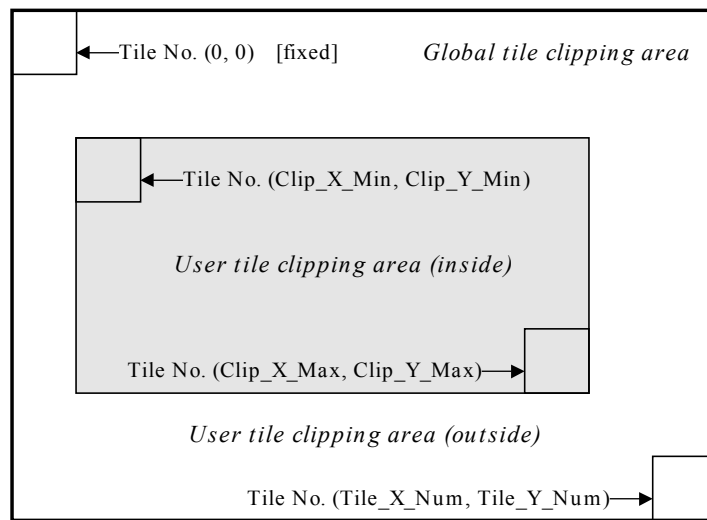 Tile No. (0, 0) [fixed]
Global tile clipping area
Tile No. (Clip_X_Min, Clip_Y_Min)
User tile clipping area (inside)
Tile No. (Clip_X_Max, Clip_Y_Max)
User tile clipping area (outside)
Tile No. (Tile_X_Num, Tile_Y_Num)